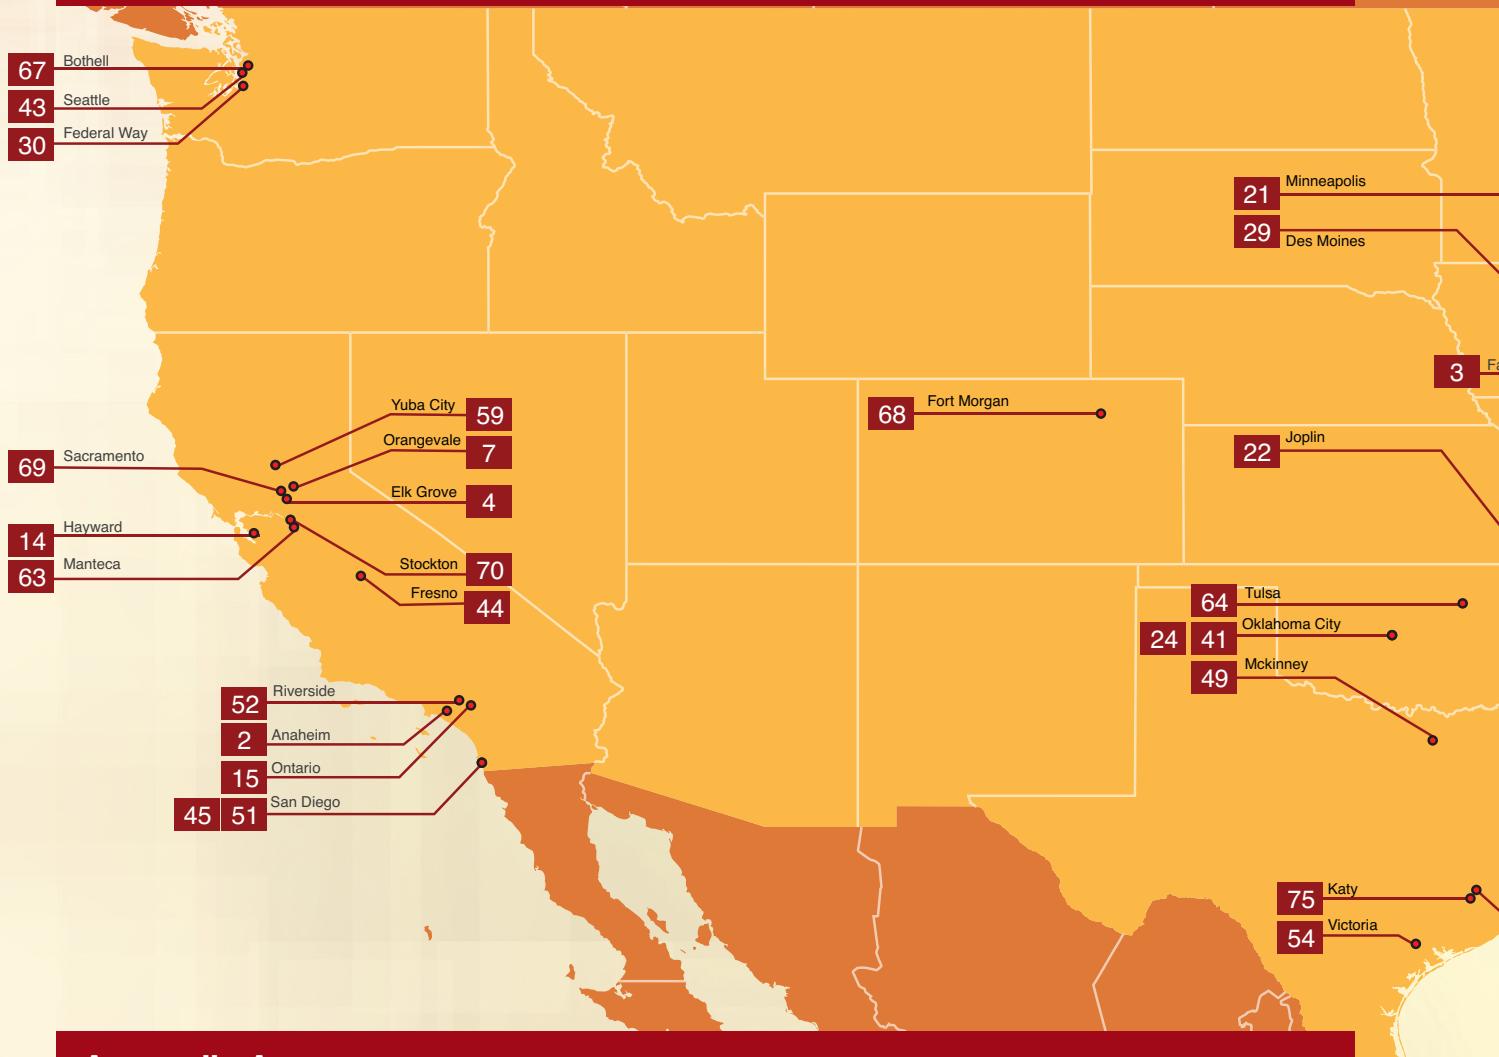 67 Bothell
43 Seattle
30 Federal Way
21 Minneapolis
29 Des Moines
3
68 Fort Morgan
Yuba City 59
Orangevale 7
69 Sacramento
Elk Grove 4
22 Joplin
14 Hayward
63 Manteca
Stockton 70
Fresno 44
64 Tulsa
24 41 Oklahoma City
49 Mckinney
52 Riverside
2 Anaheim
15 Ontario
45 51 San Diego
75 Katy
54 Victoria